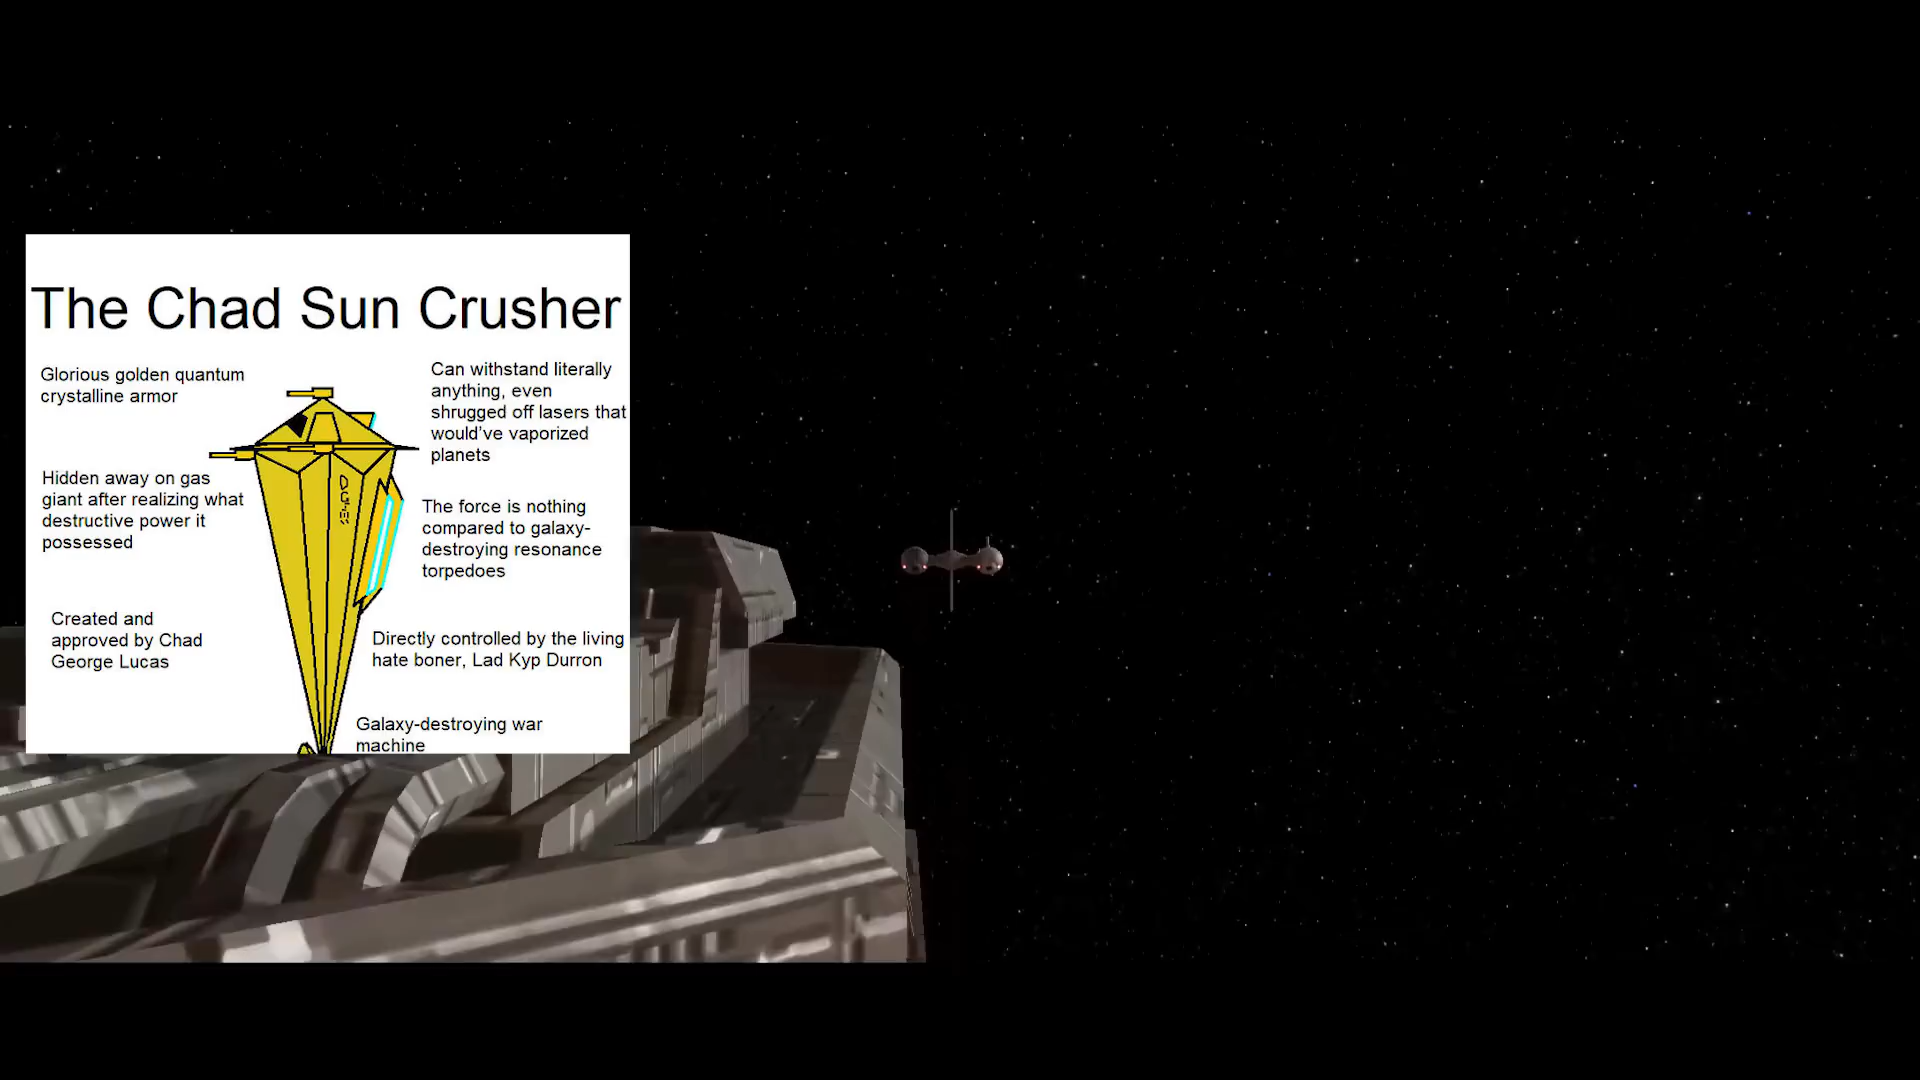 The Chad Sun Crusher
Glorious golden quantum
crystalline armor
Can withstand literally
anything, even
shrugged off lasers that
would've vaporized
planets
Hidden away on gas
giant after realizing what
destructive power it
possessed
The force is nothing
compared to galaxy-
destroying resonance
torpedoes
Created and
approved by Chad
George Lucas
Directly controlled by the living
hate boner, Lad Kyp Durron
Galaxy-destroying war
machine